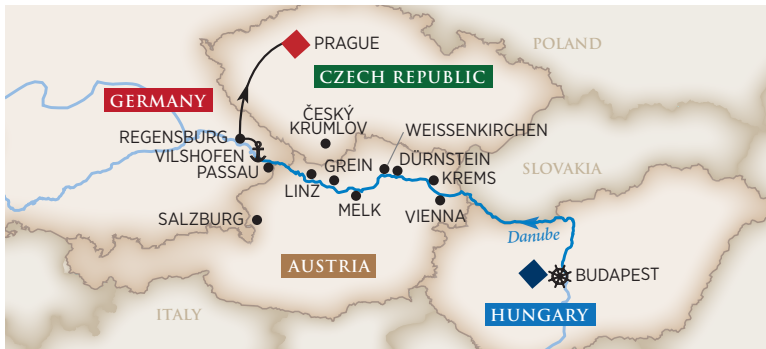 PRAGUE
POLAND
CZECH REPUBLIC
GERMANY
ČESKÝ
KRUMLOV
WEISSENKIRCHEN
REGENSBURG
VILSHOFEN
PASSAU
GREIN
DÜRNSTEIN
SLOVAKIA
LINZ
KREMS
MELK
VIENNA
SALZBURG
Danube
AUSTRIA
BUDAPEST
ITALY
HUNGARY